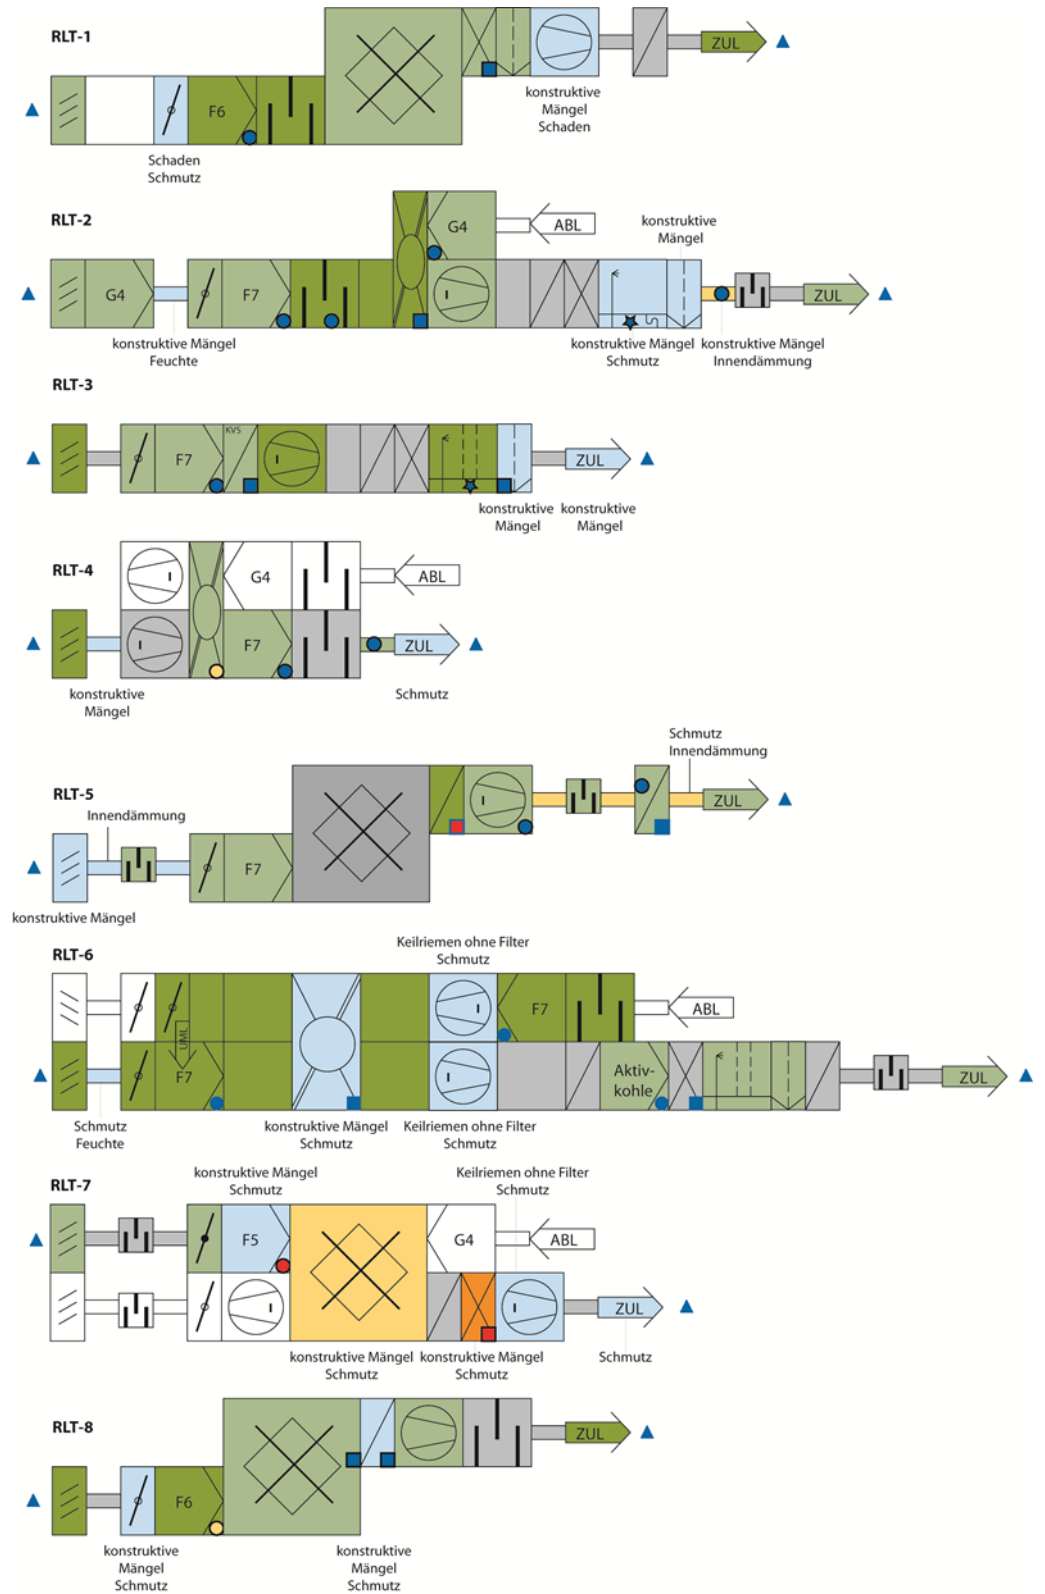 RLT-1
ZUL
F6
konstruktive
Mängel
Schaden
Schaden
Schmutz
RLT-2
G4
ABL
konstruktive
Mängel
G4
F7
ZUL
konstruktive Mängel
Feuchte
konstruktive Mängel
Schmutz
konstruktive Mängel
Innendämmung
RLT-3
KVS
F7
ZUL
konstruktive
Mängel
konstruktive
Mängel
RLT-4
G4
ABL
F7
ZUL
konstruktive
Mängel
Schmutz
Schmutz
Innendämmung
RLT-5
ZUL
Innendämmung
F7
konstruktive Mängel
RLT-6
Keilriemen ohne Filter
Schmutz
F7
ABL
UML
F7
Aktiv-
kohle
ZUL
Schmutz
Feuchte
konstruktive Mängel
Schmutz
Keilriemen ohne Filter
Schmutz
RLT-7
konstruktive Mängel
Schmutz
Keilriemen ohne Filter
Schmutz
F5
G4
ABL
ZUL
konstruktive Mängel
Schmutz
konstruktive Mängel
Schmutz
Schmutz
RLT-8
ZUL
F6
konstruktive
Mängel
Schmutz
konstruktive
Mängel
Schmutz